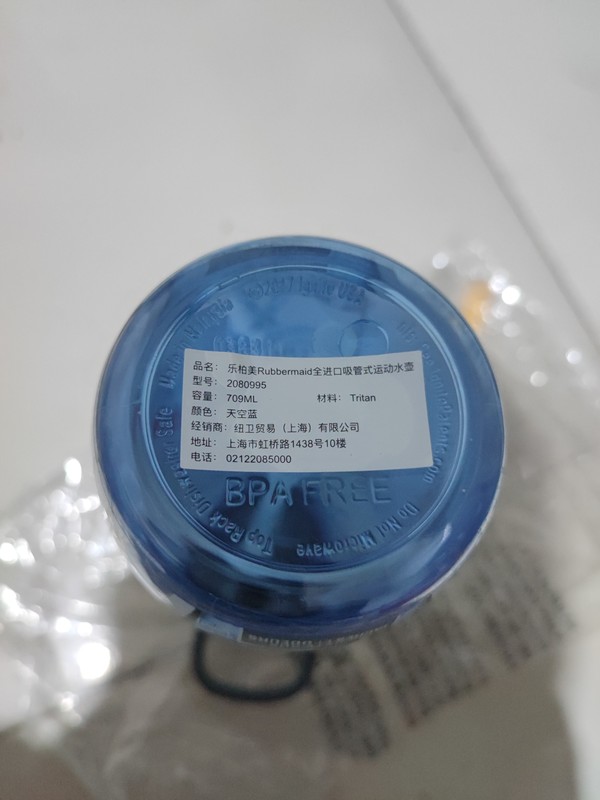 品名: 乐柏美Rubbermaid全进口吸管式运动水壶
型号: 2080995
容量: 709ML 材料: Tritan
颜色: 天空蓝
经销商: 纽卫贸易（上海）有限公司
地址: 上海市虹桥路1438号10楼
电话: 02122085000
BPA FREE
Top Rack Dishwasher Safe
Do Not Microwave